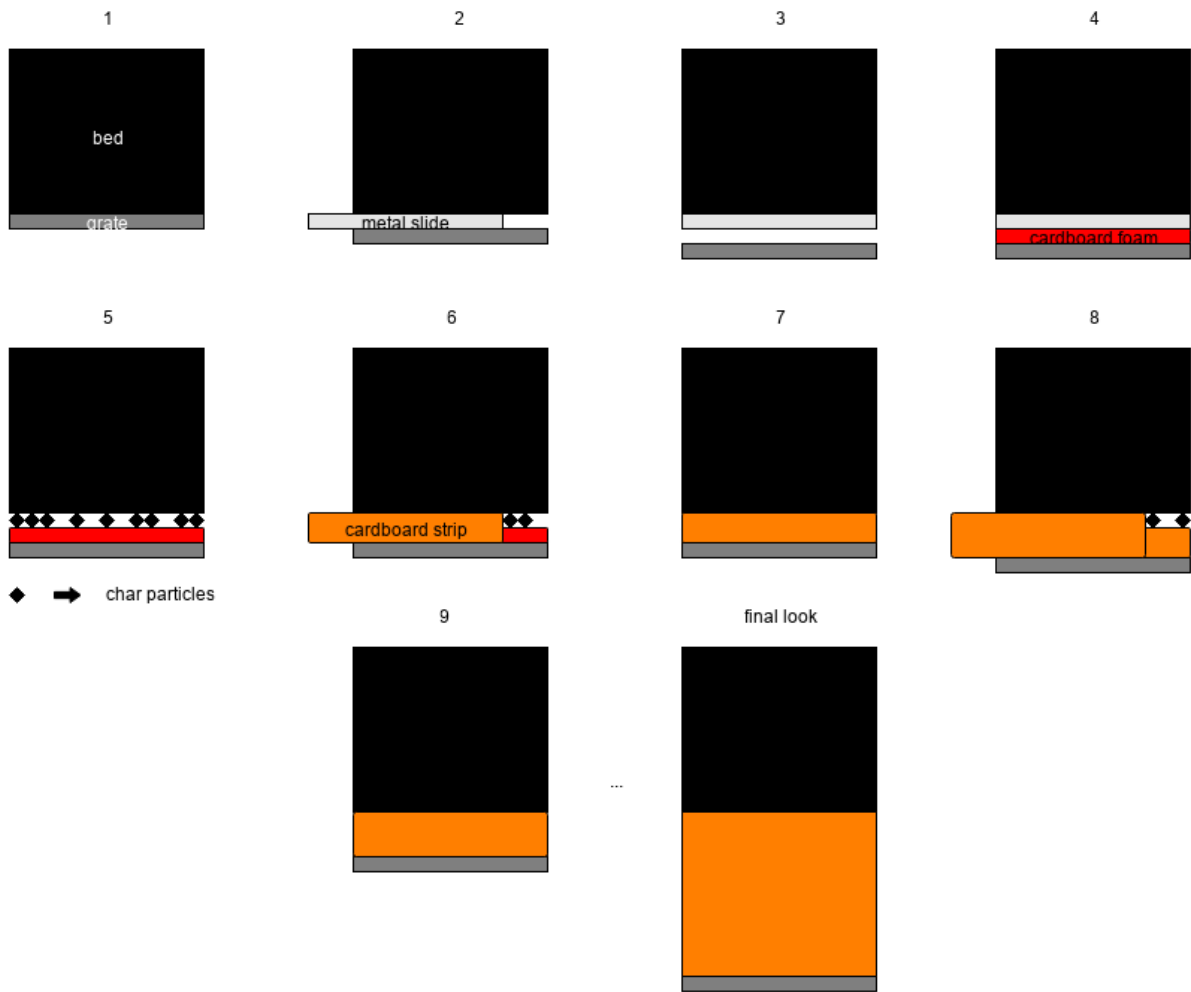 1
2
3
4
bed
grate
metal slide
cardboard foam
5
6
7
8
cardboard strip
char particles
9
final look
...